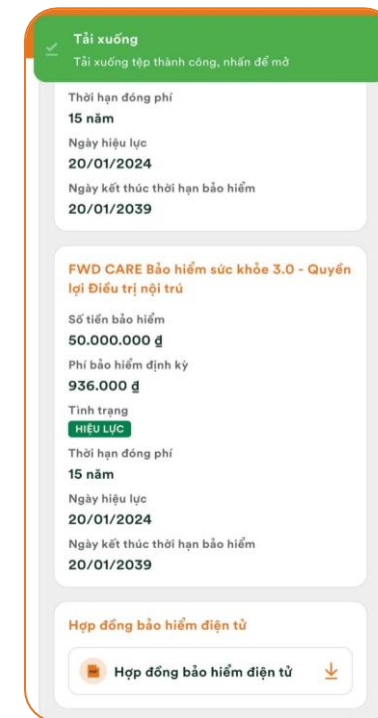 Tải xuống
Tải xuống tệp thành công, nhấn để mở
Thời hạn đóng phí
15 năm
Ngày hiệu lực
20/01/2024
Ngày kết thúc thời hạn bảo hiểm
20/01/2039
FWD CARE Bảo hiểm sức khỏe 3.0 - Quyền
lợi Điều trị nội trú
Số tiền bảo hiểm
50.000.000 ₫
Phí bảo hiểm định kỳ
936.000 ₫
Tình trạng
HIỆU LỰC
Thời hạn đóng phí
15 năm
Ngày hiệu lực
20/01/2024
Ngày kết thúc thời hạn bảo hiểm
20/01/2039
Hợp đồng bảo hiểm điện tử
Hợp đồng bảo hiểm điện tử